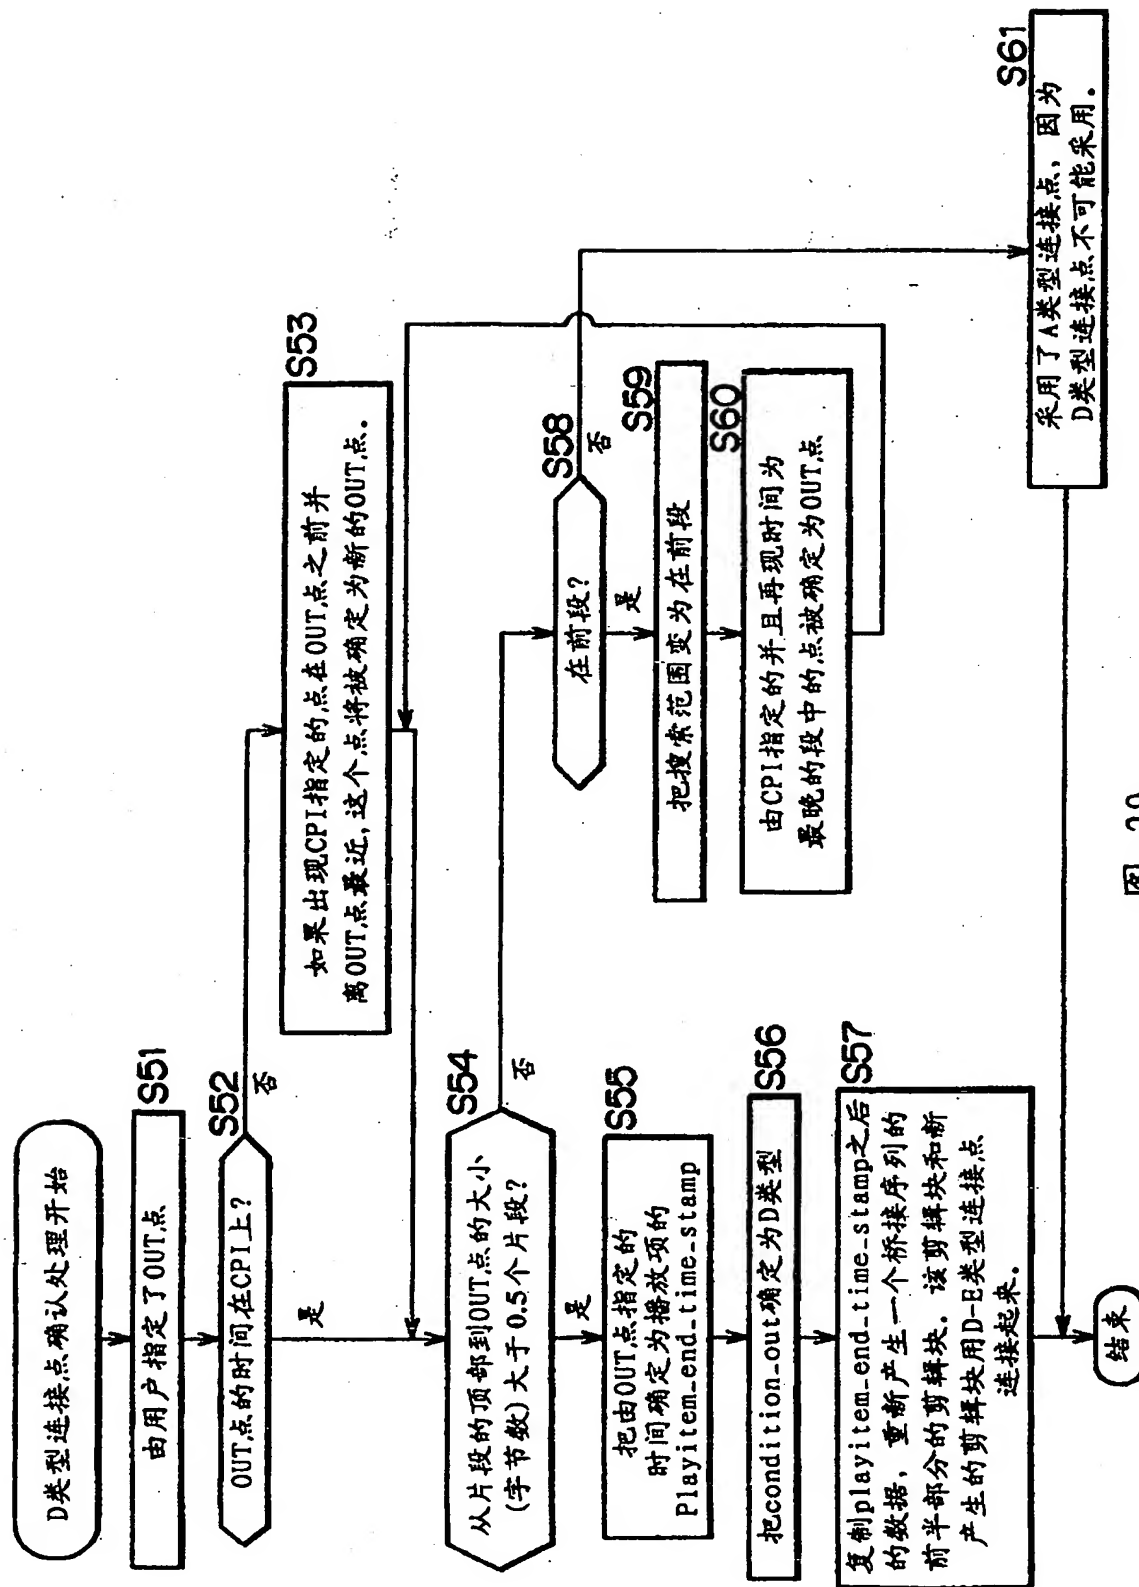 D类型连接点确认处理开始
S51
由用户指定了OUT点
S52
OUT点的时间在CPI上?
否
是
S53
如果出现CPI指定的点在OUT点之前并
离OUT点最近,这个点将被确定为新的OUT点.
S54
从片段的顶部到OUT点的大小
(字节数)大于0.5个片段?
否
是
S55
把由OUT点指定的
时间确定为播放项的
Playitem_end_time_stamp
S56
把condition_out确定为D类型
S57
复制playitem_end_time_stamp之后
的数据,重新产生一个桥接序列的
前半部分的剪辑块.该剪辑块和新
产生的剪辑块用D-E类型连接点
连接起来.
S58
在前段?
否
是
S59
把搜索范围变为在前段
S60
由CPI指定的并且再现时间为
最晚的段中的点被确定为OUT点
S61
采用了A类型连接点,因为
D类型连接点不可能采用.
结束